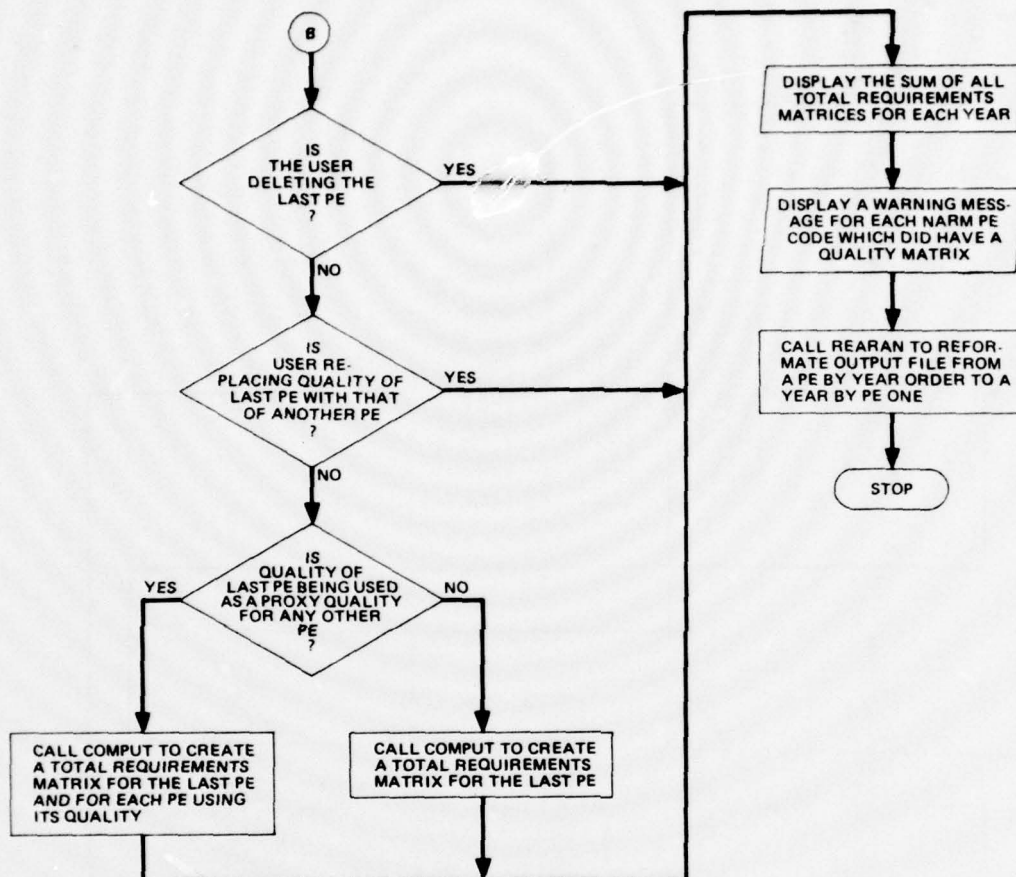 B
IS
THE USER
DELETING THE
LAST PE
?
YES
NO
IS
USER RE-
PLACING QUALITY OF
LAST PE WITH THAT
OF ANOTHER PE
?
YES
NO
IS
QUALITY OF
LAST PE BEING USED
AS A PROXY QUALITY
FOR ANY OTHER
PE
?
YES
NO
CALL COMPUT TO CREATE
A TOTAL REQUIREMENTS
MATRIX FOR THE LAST PE
AND FOR EACH PE USING
ITS QUALITY
CALL COMPUT TO CREATE
A TOTAL REQUIREMENTS
MATRIX FOR THE LAST PE
DISPLAY THE SUM OF ALL
TOTAL REQUIREMENTS
MATRICES FOR EACH YEAR
DISPLAY A WARNING MESS-
AGE FOR EACH NARM PE
CODE WHICH DID HAVE A
QUALITY MATRIX
CALL REARAN TO REFOR-
MATE OUTPUT FILE FROM
A PE BY YEAR ORDER TO A
YEAR BY PE ONE
STOP